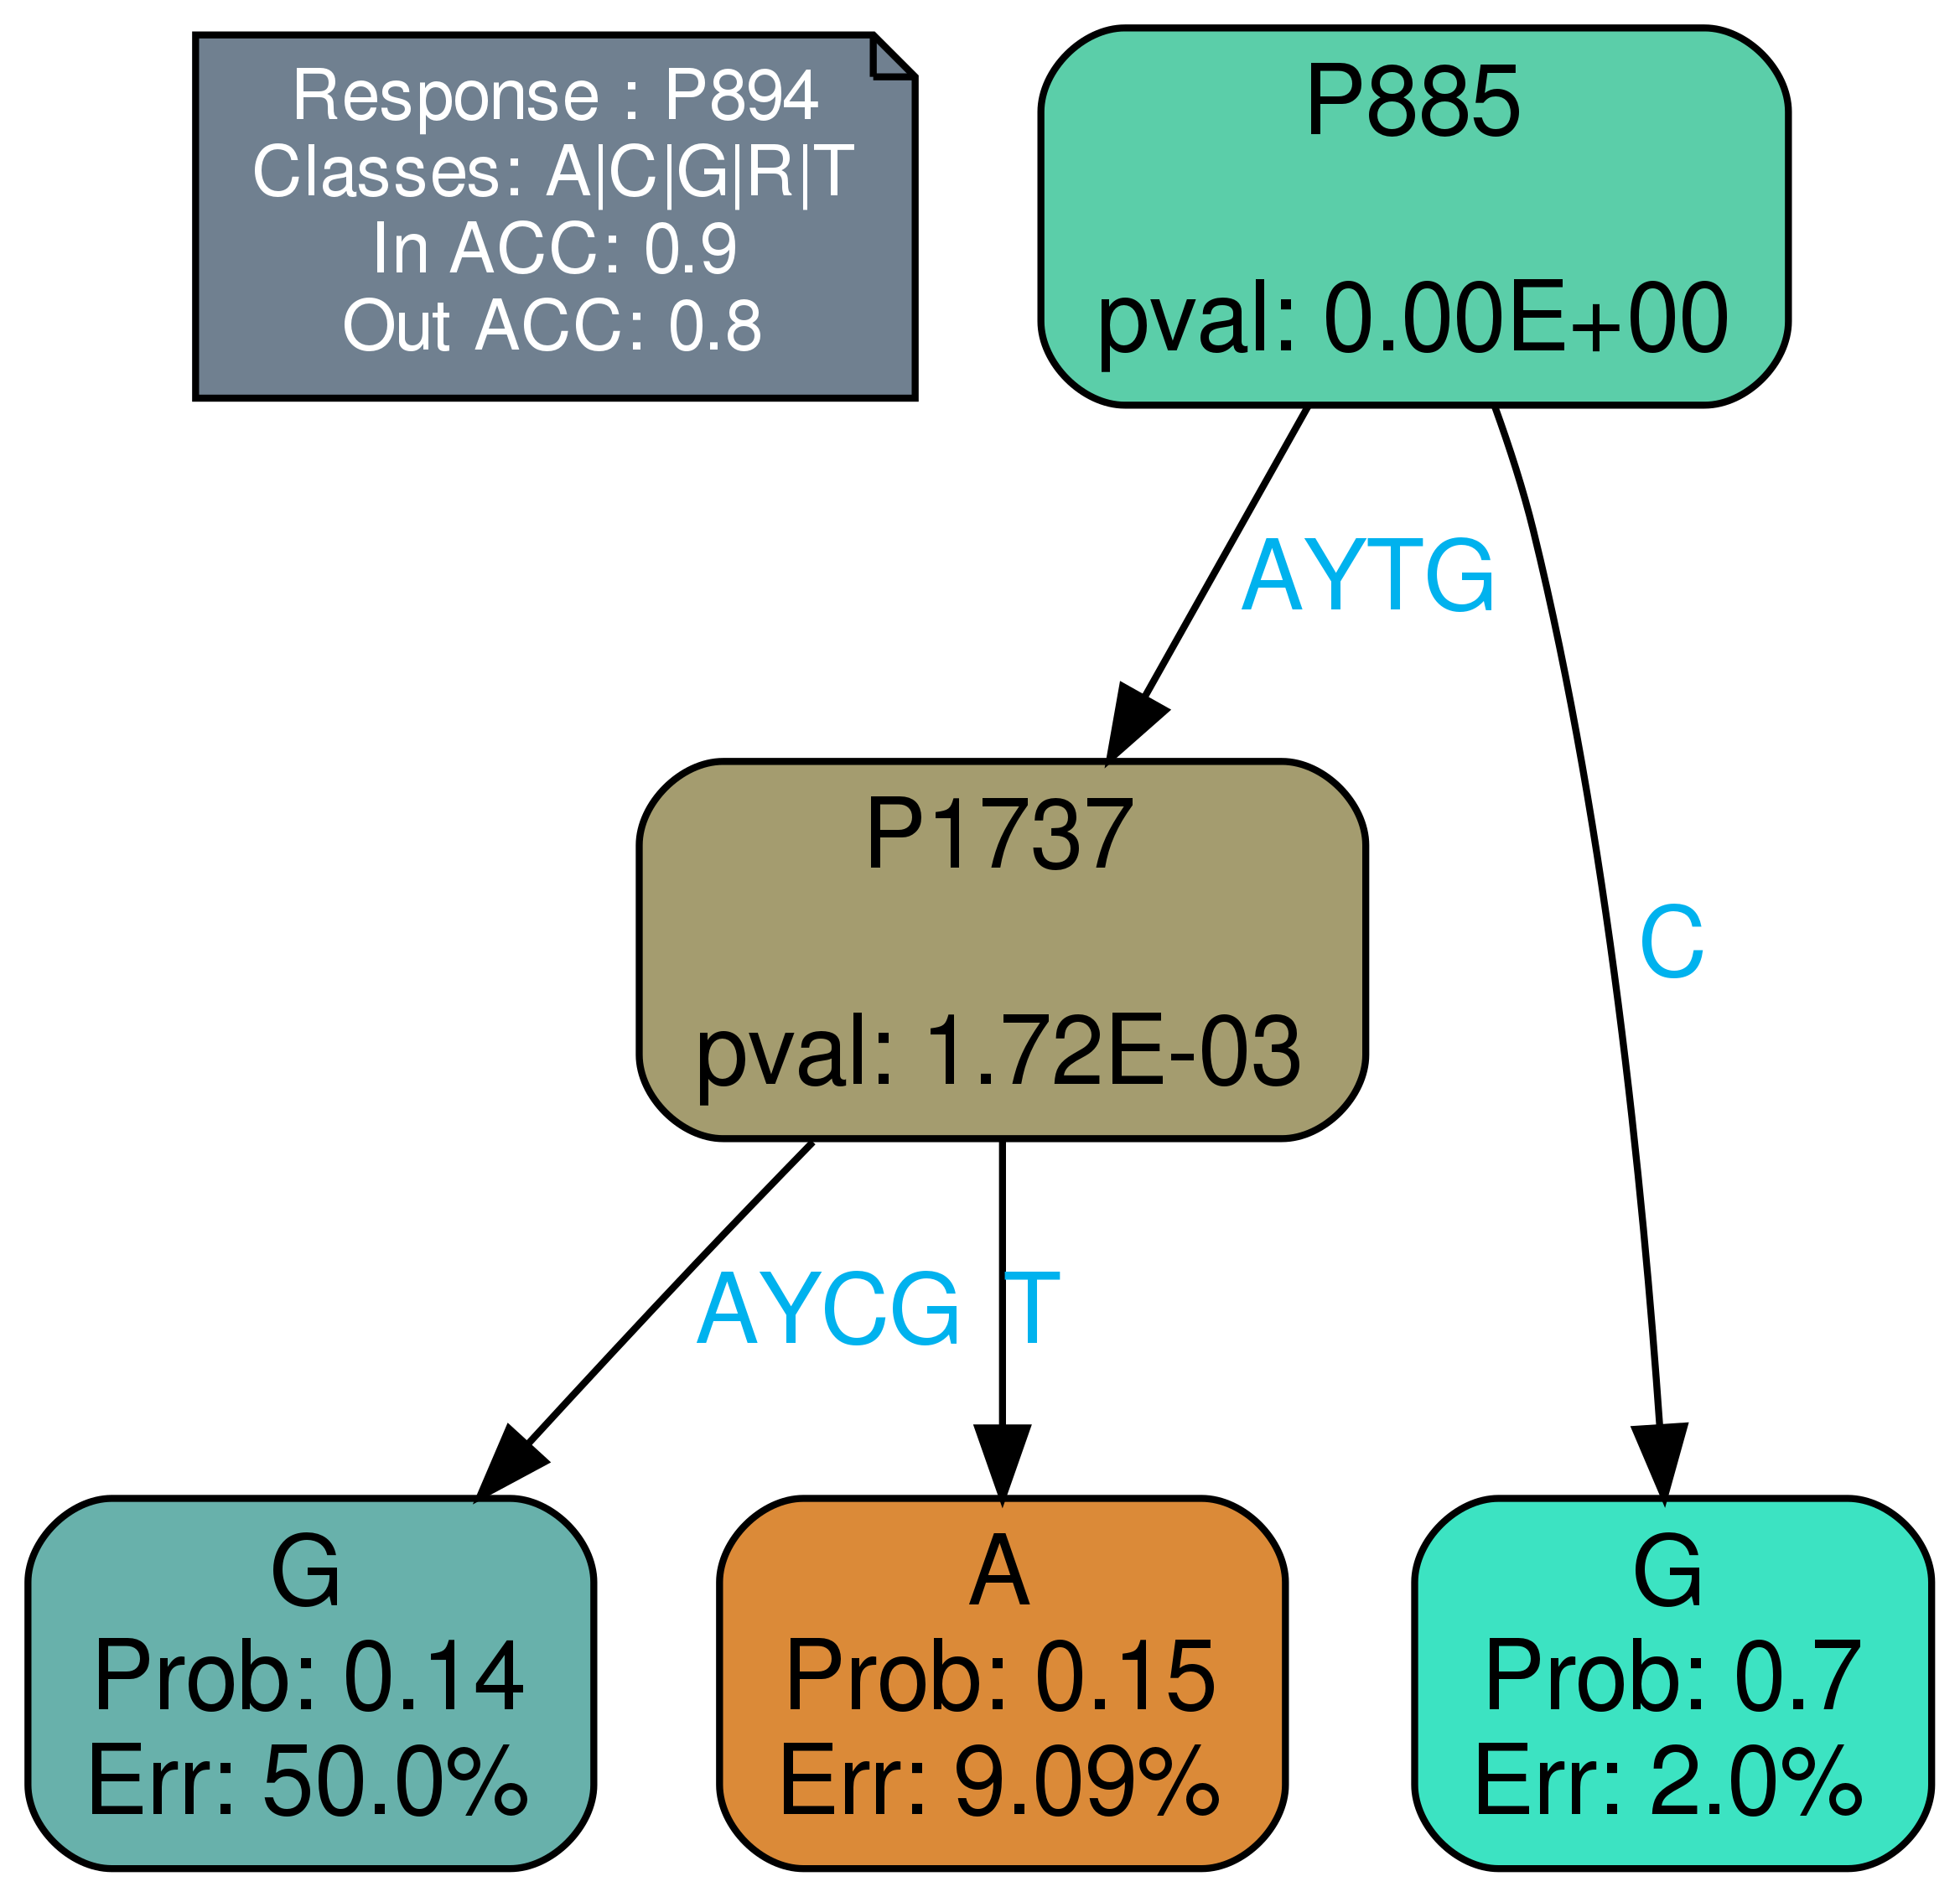 Response : P894
Classes: A|C|G|R|T
In ACC: 0.9
Out ACC: 0.8
P885
pval: 0.00E+00
AYTG
C
P1737
pval: 1.72E-03
AYCG
T
G
Prob: 0.14
Err: 50.0%
A
Prob: 0.15
Err: 9.09%
G
Prob: 0.7
Err: 2.0%